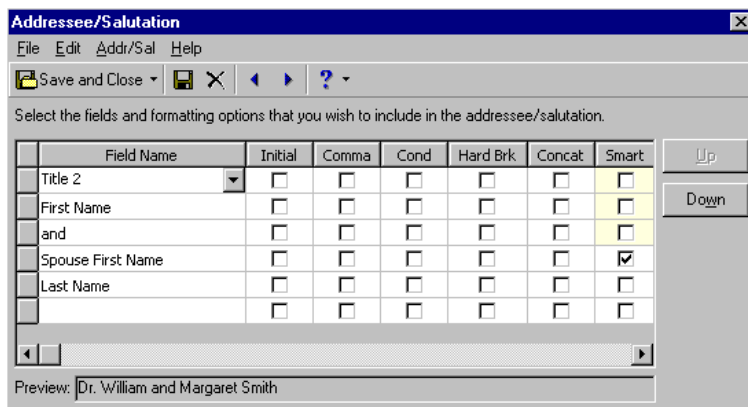 Addressee/Salutation
File Edit Addr/Sal Help
Save and Close ?
Select the fields and formatting options that you wish to include in the addressee/salutation.
Field Name Initial Comma Cond Hard Brk Concat Smart Up
Title 2
Down
First Name
and
Spouse First Name
Last Name
Preview: Dr. William and Margaret Smith